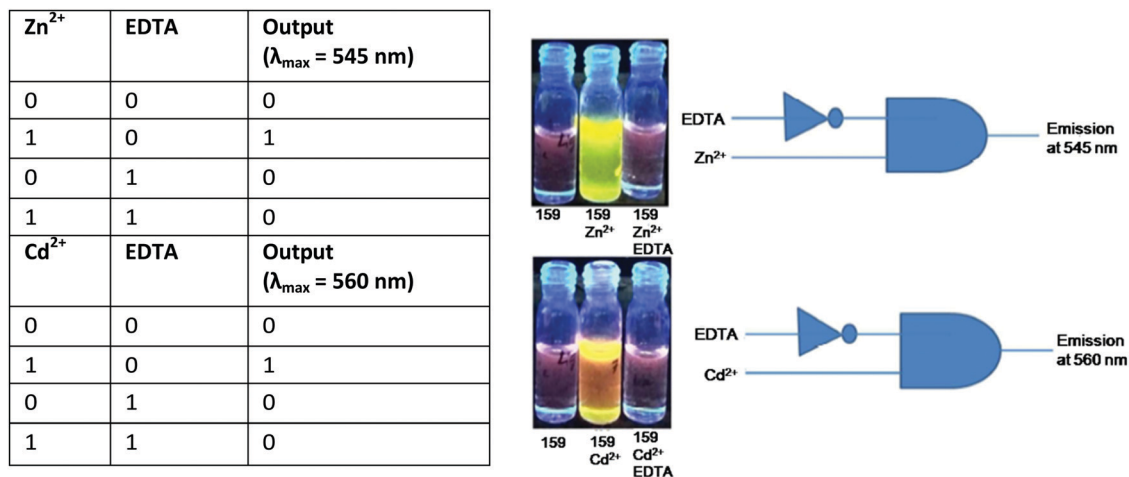 Zn²⁺ EDTA Output
(λmax = 545 nm)
0 0 0
1 0 1
0 1 0
1 1 0
Cd²⁺ EDTA Output
(λmax = 560 nm)
0 0 0
1 0 1
0 1 0
1 1 0
159 159 159
Zn²⁺ Zn²⁺
EDTA
EDTA
Zn²⁺
Emission
at 545 nm
159 159 159
Cd²⁺ Cd²⁺
EDTA
EDTA
Cd²⁺
Emission
at 560 nm